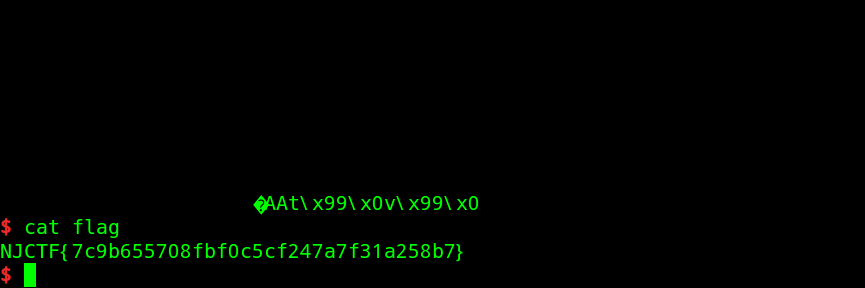 �AAt\x99\x0v\x99\x0
$ cat flag
NJCTF{7c9b655708fbf0c5cf247a7f31a258b7}
$